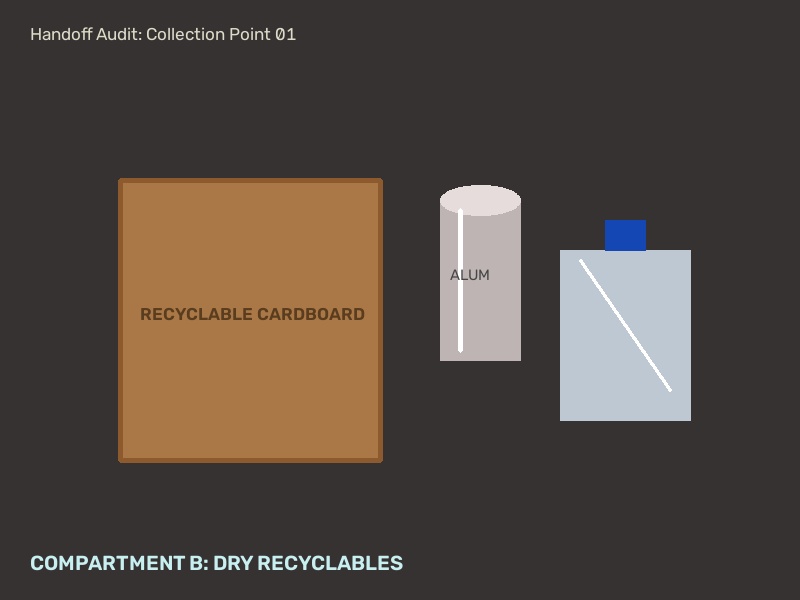 Handoff Audit: Collection Point 01
ALUM
RECYCLABLE CARDBOARD
COMPARTMENT B: DRY RECYCLABLES